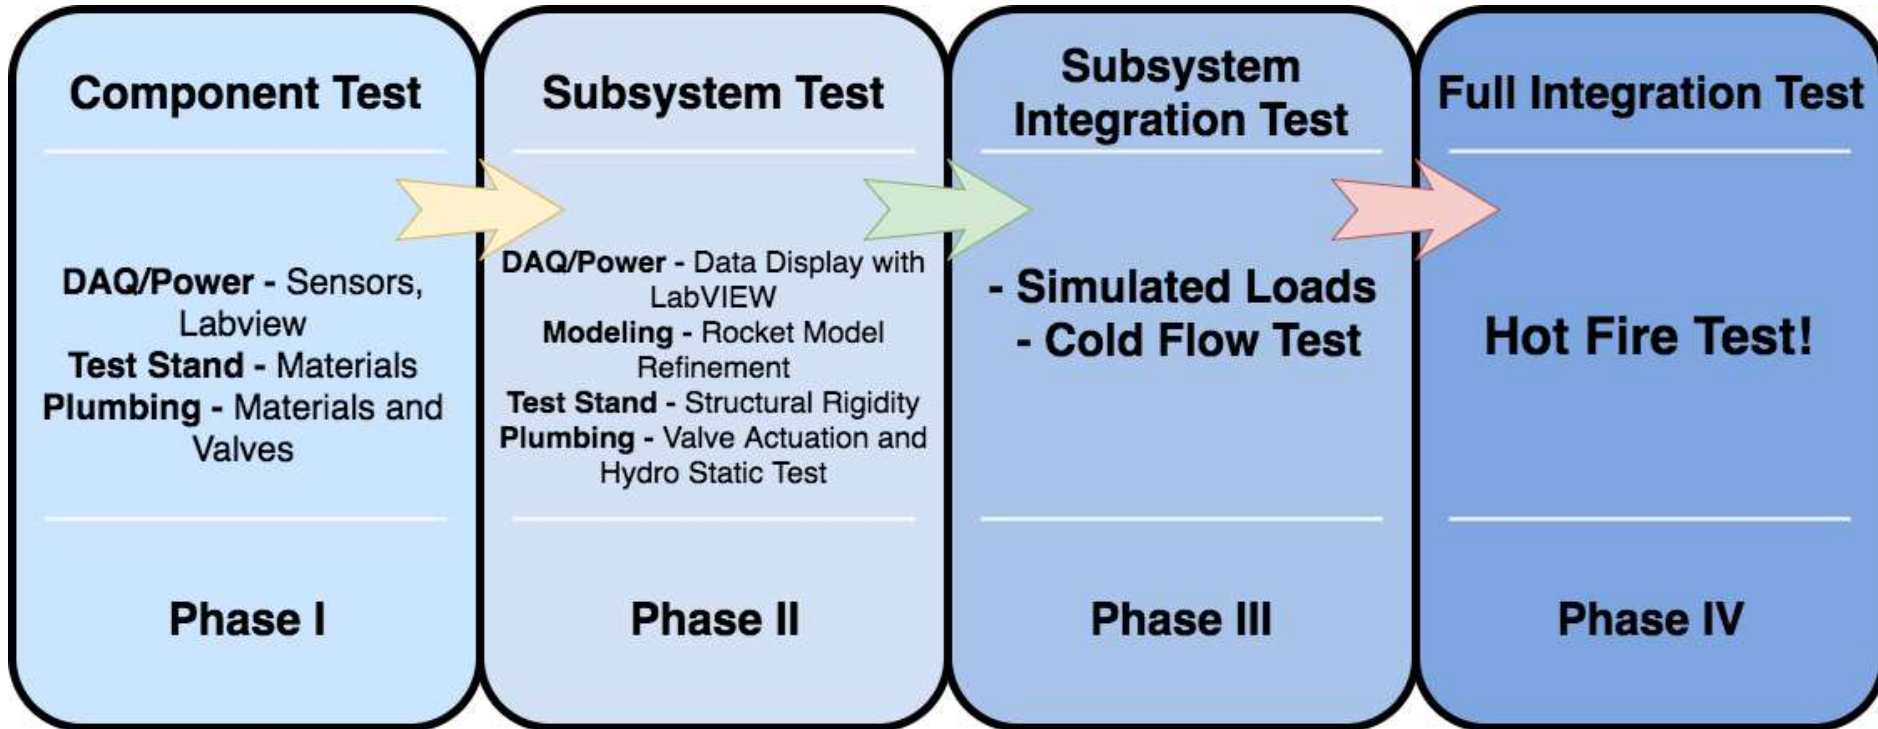 Component Test
DAQ/Power - Sensors,
Labview
Test Stand - Materials
Plumbing - Materials and
Valves
Phase I
Subsystem Test
DAQ/Power - Data Display with
LabVIEW
Modeling - Rocket Model
Refinement
Test Stand - Structural Rigidity
Plumbing - Valve Actuation and
Hydro Static Test
Phase II
Subsystem
Integration Test
- Simulated Loads
- Cold Flow Test
Phase III
Full Integration Test
Hot Fire Test!
Phase IV